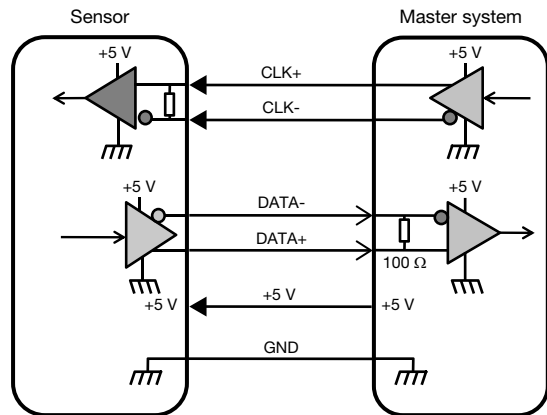 Sensor
Master system
+5 V
CLK+
+5 V
CLK-
+5 V
DATA-
+5 V
DATA+
100 Ω
+5 V
+5 V
+5 V
GND